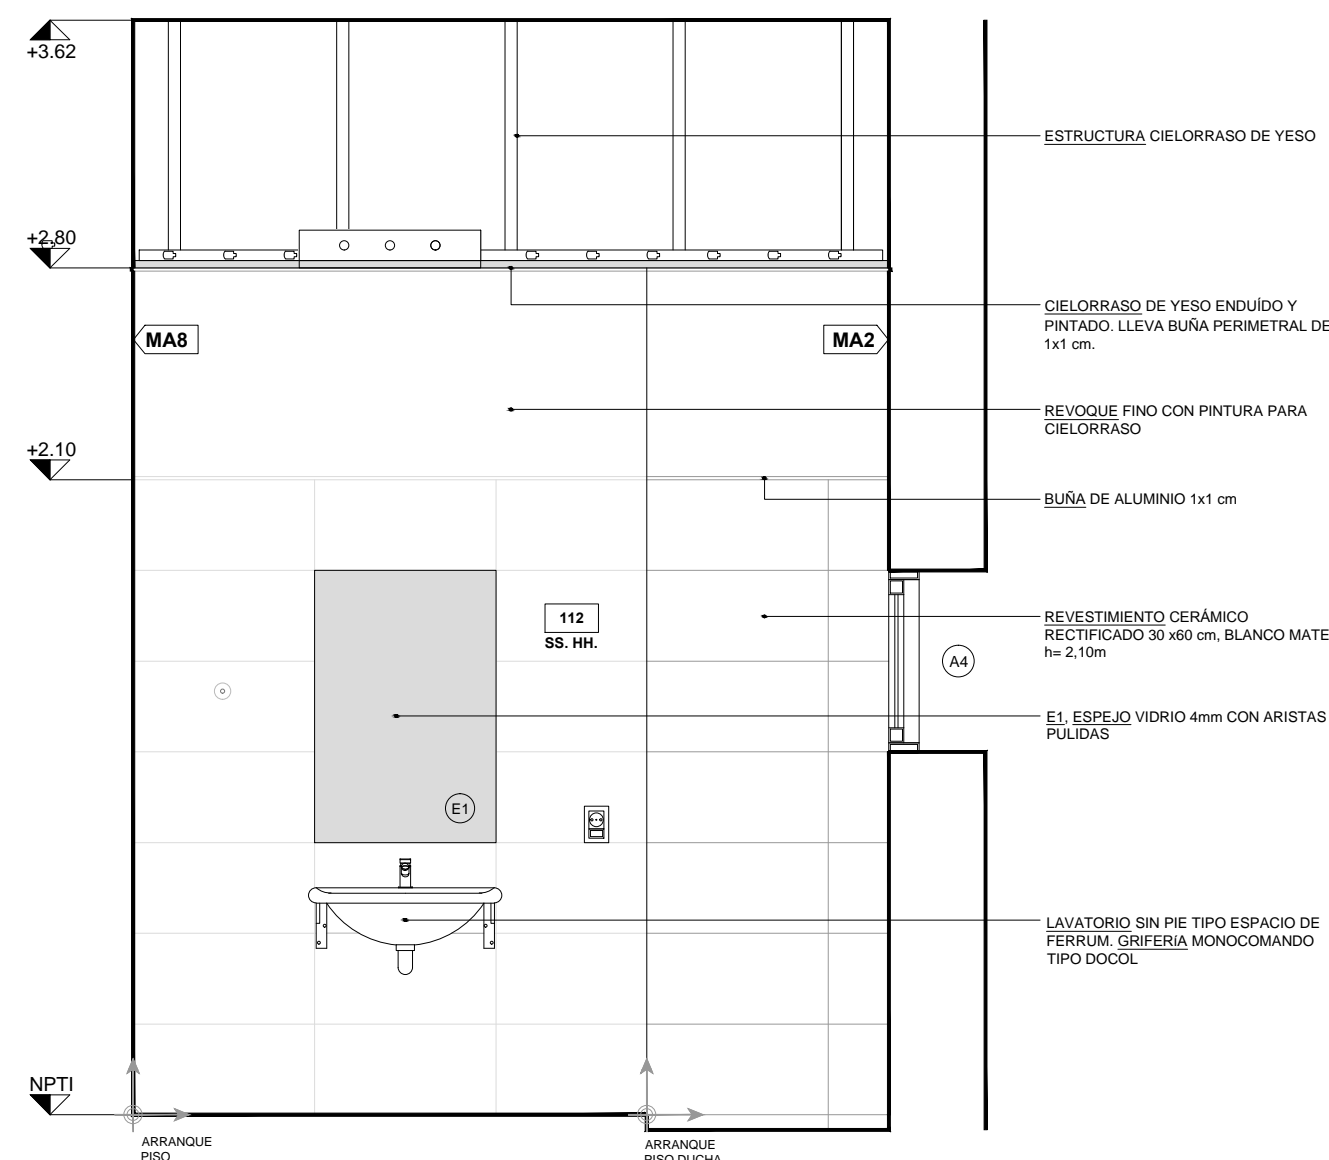 +3.62
ESTRUCTURA CIELORRASO DE YESO
+2.80
CIELORRASO DE YESO ENDUÍDO Y
PINTADO. LLEVA BUÑA PERIMETRAL DE
1x1 cm.
MA8
MA2
REVOQUE FINO CON PINTURA PARA
CIELORRASO
+2.10
BUÑA DE ALUMINIO 1x1 cm
112
SS. HH.
REVESTIMIENTO CERÁMICO
RECTIFICADO 30 x60 cm, BLANCO MATE
h= 2,10m
A4
E1, ESPEJO VIDRIO 4mm CON ARISTAS
PULIDAS
E1
LAVATORIO SIN PIE TIPO ESPACIO DE
FERRUM. GRIFERíA MONOCOMANDO
TIPO DOCOL
NPTI
ARRANQUE
PISO
ARRANQUE
PISO DUCHA